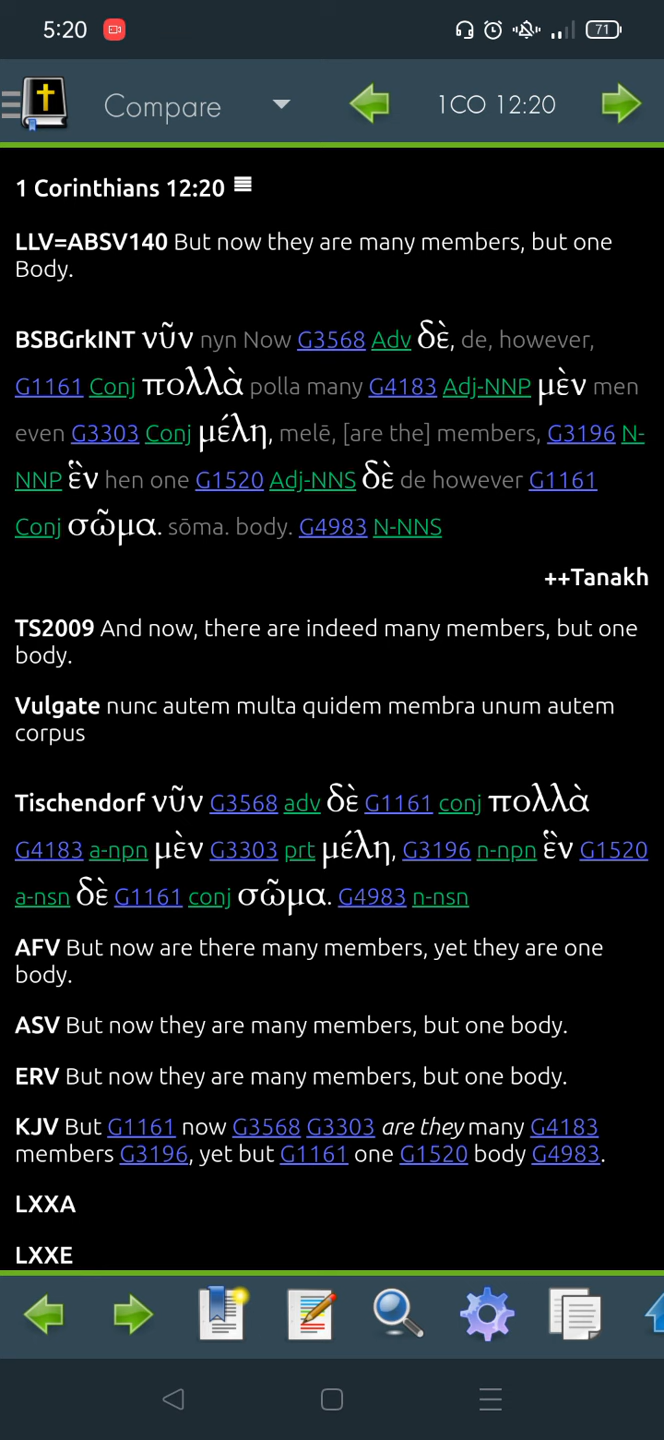 5:20
71
Compare
1CO 12:20
1 Corinthians 12:20
LLV=ABSV140 But now they are many members, but one
Body.
BSBGrkINT νῦν nyn Now G3568 Adv δὲ, de, however,
G1161 Conj πολλὰ polla many G4183 Adj-NNP μὲν men
even G3303 Conj μέλη, melē, [are the] members, G3196 N-
NNP ἓν hen one G1520 Adj-NNS δὲ de however G1161
Conj σῶμα. sōma. body. G4983 N-NNS
++Tanakh
TS2009 And now, there are indeed many members, but one
body.
Vulgate nunc autem multa quidem membra unum autem
corpus
Tischendorf νῦν G3568 adv δὲ G1161 conj πολλὰ
G4183 a-npn μὲν G3303 prt μέλη, G3196 n-npn ἓν G1520
a-nsn δὲ G1161 conj σῶμα. G4983 n-nsn
AFV But now are there many members, yet they are one
body.
ASV But now they are many members, but one body.
ERV But now they are many members, but one body.
KJV But G1161 now G3568 G3303 are they many G4183
members G3196, yet but G1161 one G1520 body G4983.
LXXA
LXXE